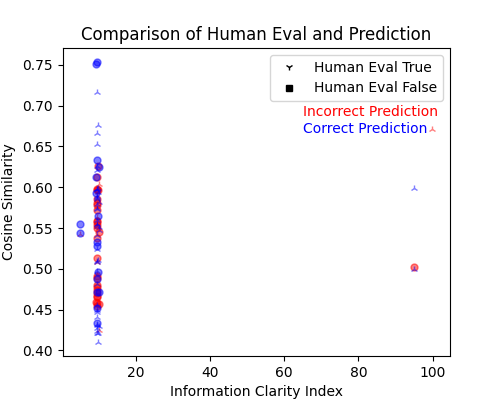 Comparison of Human Eval and Prediction
Human Eval True
Human Eval False
Incorrect Prediction
Correct Prediction
Cosine Similarity
0.75
0.70
0.65
0.60
0.55
0.50
0.45
0.40
20 40 60 80 100
Information Clarity Index